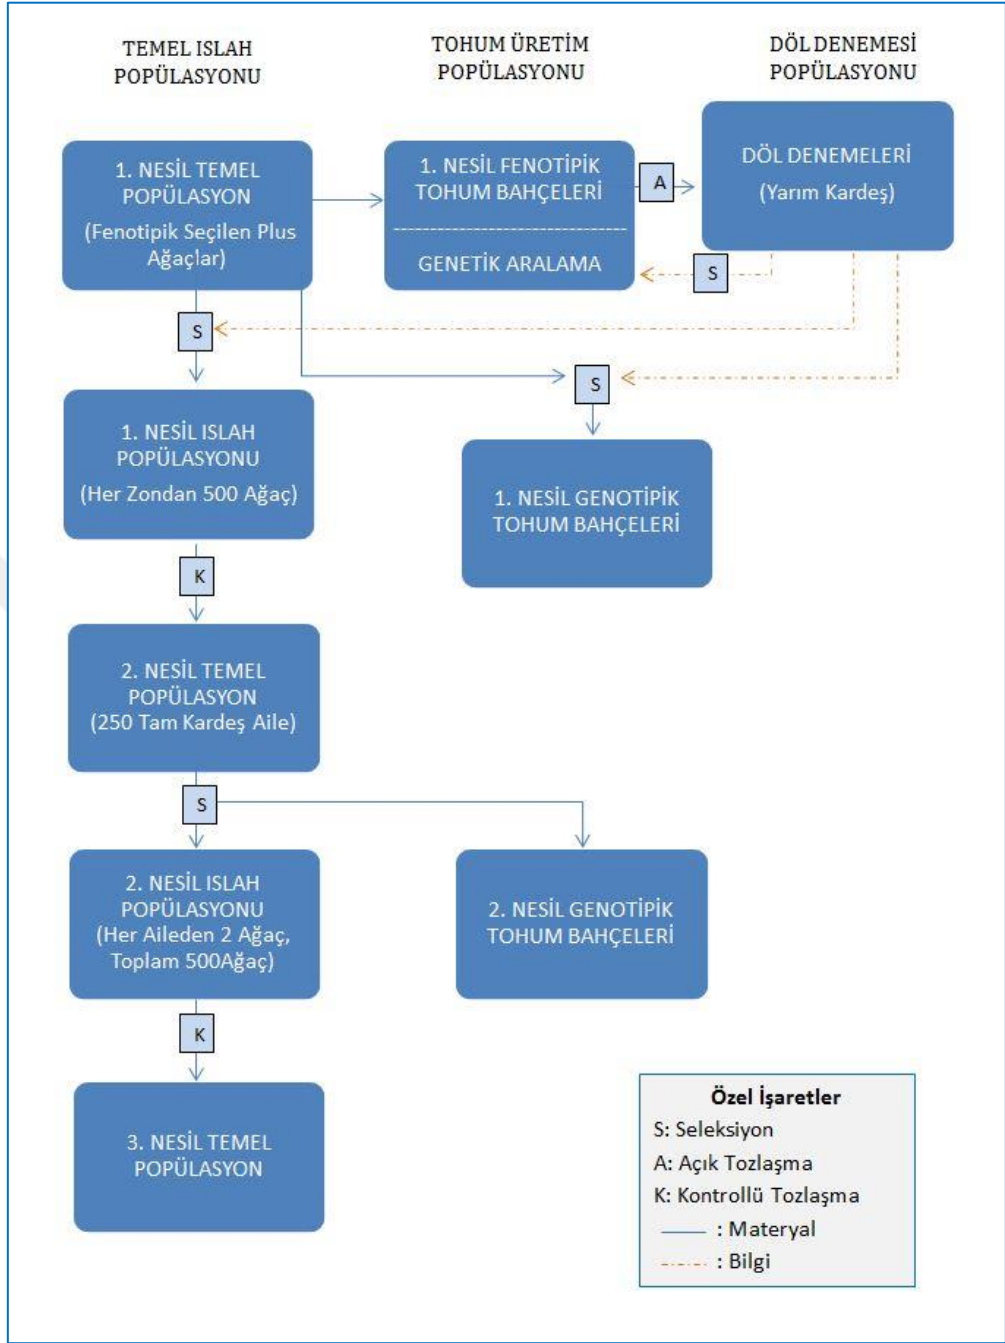 TEMEL ISLAH
POPÜLASYONU
TOHUM ÜRETİM
POPÜLASYONU
DÖL DENEMESİ
POPÜLASYONU
1. NESİL TEMEL
POPÜLASYON
(Fenotipik Seçilen Plus
Ağaçlar)
1. NESİL FENOTİPİK
TOHUM BAHÇELERİ
GENETİK ARALAMA
A
DÖL DENEMELERİ
(Yarım Kardeş)
S
S
S
1. NESİL ISLAH
POPÜLASYONU
(Her Zondan 500 Ağaç)
1. NESİL GENOTİPİK
TOHUM BAHÇELERİ
K
2. NESİL TEMEL
POPÜLASYON
(250 Tam Kardeş Aile)
S
2. NESİL ISLAH
POPÜLASYONU
(Her Aileden 2 Ağaç,
Toplam 500Ağaç)
2. NESİL GENOTİPİK
TOHUM BAHÇELERİ
K
3. NESİL TEMEL
POPÜLASYON
Özel İşaretler
S: Seleksiyon
A: Açık Tozlaşma
K: Kontrollü Tozlaşma
: Materyal
: Bilgi